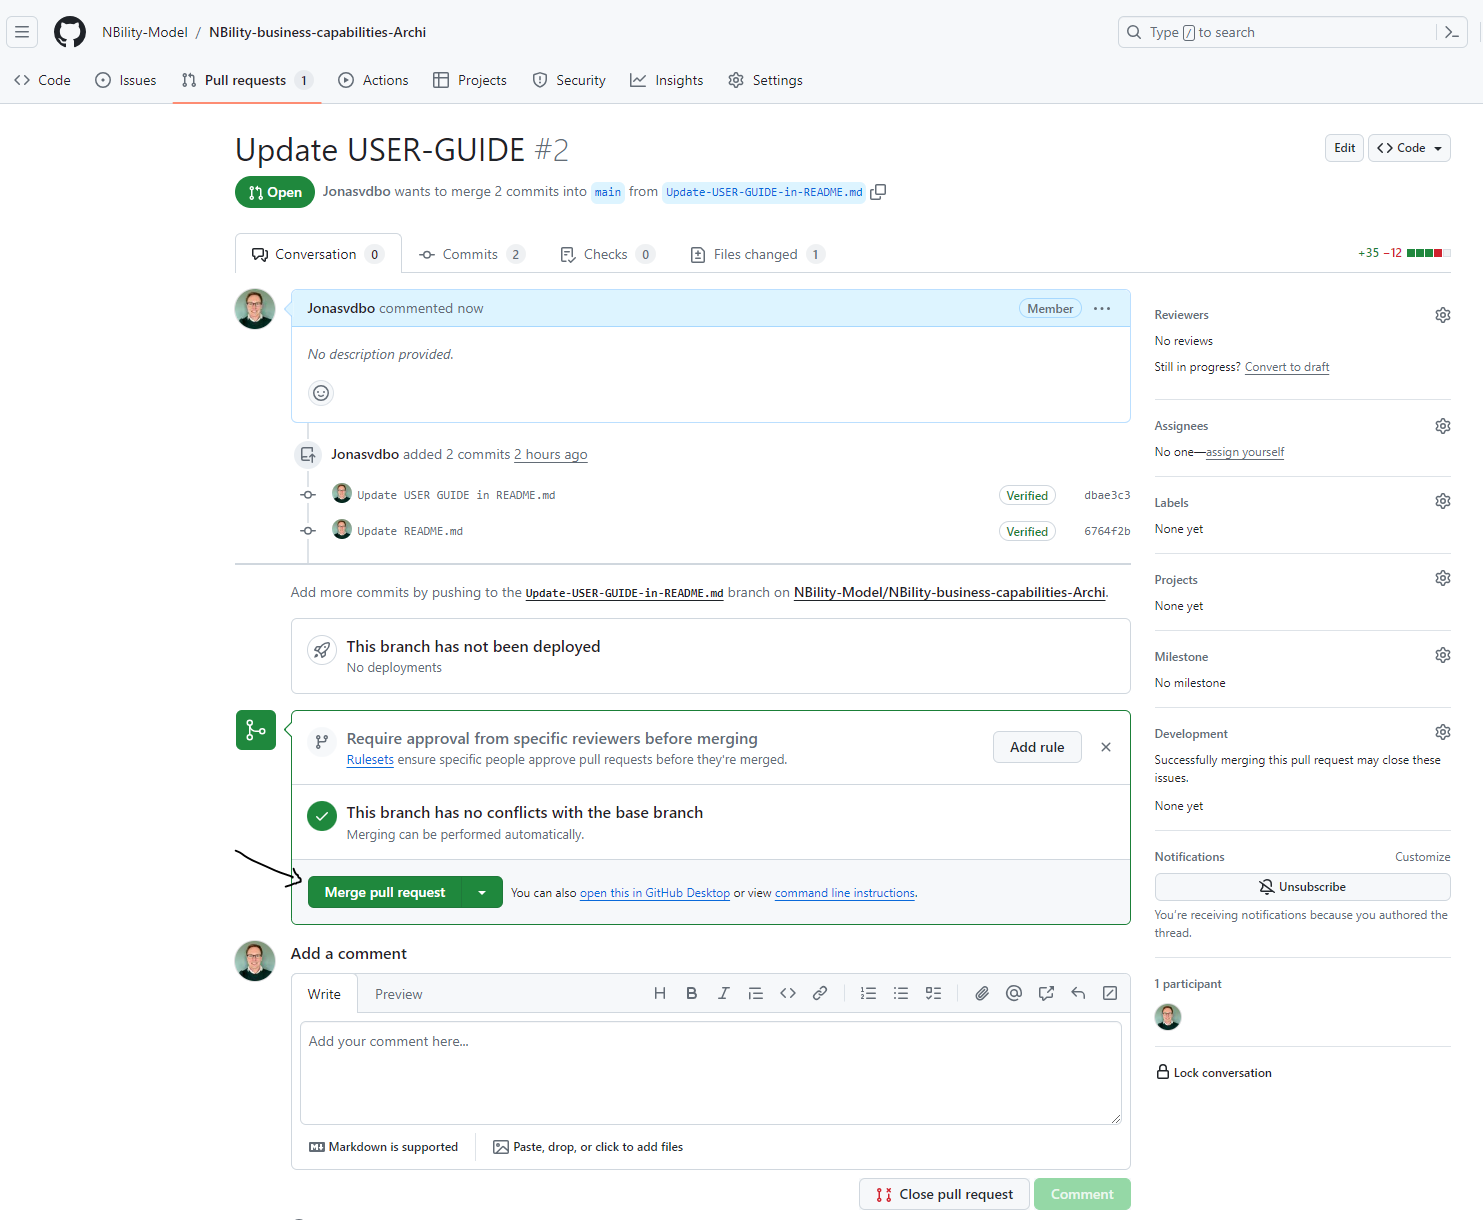 NBility-Model / NBility-business-capabilities-Archi
Type / to search
Code Issues Pull requests 1 Actions Projects Security Insights Settings
Update USER-GUIDE #2
Edit Code
Open Jonasvdbo wants to merge 2 commits into main from Update-USER-GUIDE-in-README.md
Conversation 0 Commits 2 Checks 0 Files changed 1
+35 −12
Jonasvdbo commented now
Member
No description provided.
Jonasvdbo added 2 commits 2 hours ago
Update USER GUIDE in README.md Verified dbae3c3
Update README.md Verified 6764f2b
Add more commits by pushing to the Update-USER-GUIDE-in-README.md branch on NBility-Model/NBility-business-capabilities-Archi.
This branch has not been deployed
No deployments
Require approval from specific reviewers before merging
Rulesets ensure specific people approve pull requests before they're merged.
Add rule
This branch has no conflicts with the base branch
Merging can be performed automatically.
Merge pull request You can also open this in GitHub Desktop or view command line instructions.
Add a comment
Write Preview
Add your comment here...
Markdown is supported Paste, drop, or click to add files
Close pull request Comment
Reviewers
No reviews
Still in progress? Convert to draft
Assignees
No one—assign yourself
Labels
None yet
Projects
None yet
Milestone
No milestone
Development
Successfully merging this pull request may close these
issues.
None yet
Notifications Customize
Unsubscribe
You're receiving notifications because you authored the
thread.
1 participant
Lock conversation